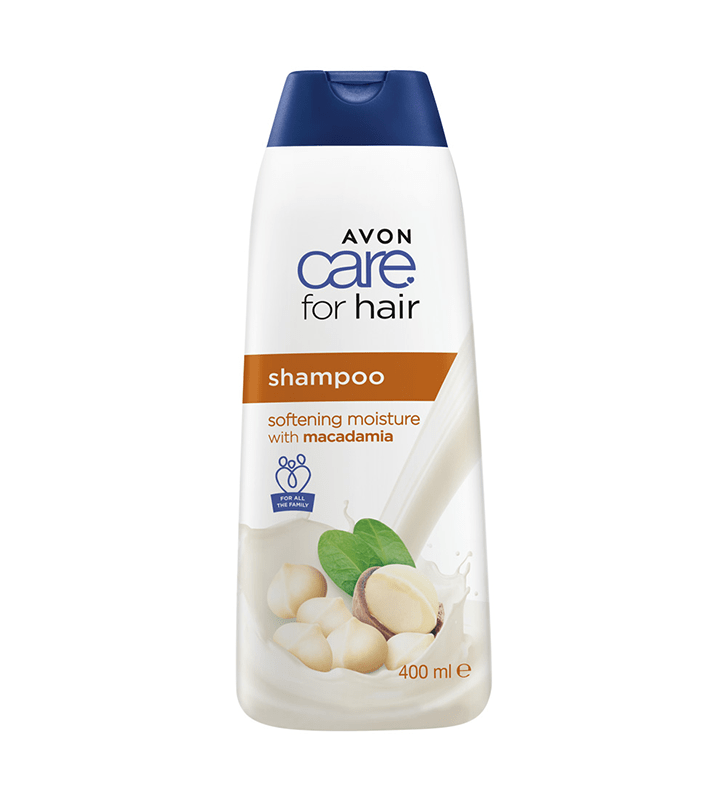 AVON
care
for hair
shampoo
softening moisture
with macadamia
FOR ALL
THE FAMILY
400 ml ℮